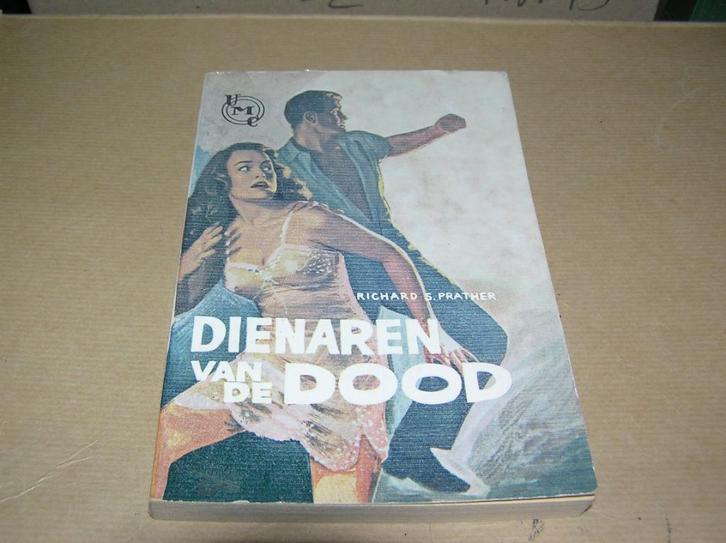 UMC
RICHARD S. PRATHER
DIENAREN
VAN
DE DOOD